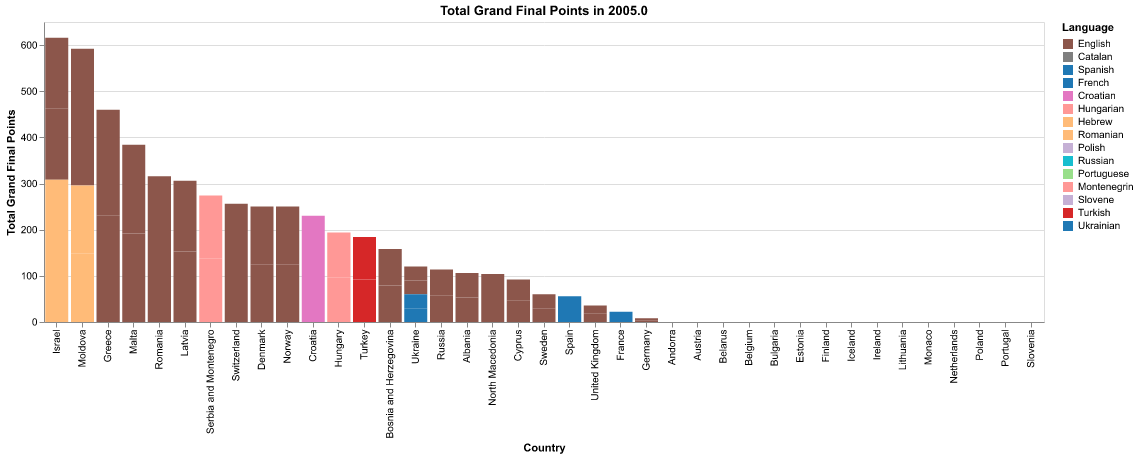 Total Grand Final Points in 2005.0
Total Grand Final Points
600
500
400
300
200
100
0
Israel
Moldova
Greece
Malta
Romania
Latvia
Serbia and Montenegro
Switzerland
Denmark
Norway
Croatia
Hungary
Turkey
Bosnia and Herzegovina
Ukraine
Russia
Albania
North Macedonia
Cyprus
Sweden
Spain
United Kingdom
France
Germany
Andorra
Austria
Belarus
Belgium
Bulgaria
Estonia
Finland
Iceland
Ireland
Lithuania
Monaco
Netherlands
Poland
Portugal
Slovenia
Country
Language
English
Catalan
Spanish
French
Croatian
Hungarian
Hebrew
Romanian
Polish
Russian
Portuguese
Montenegrin
Slovene
Turkish
Ukrainian